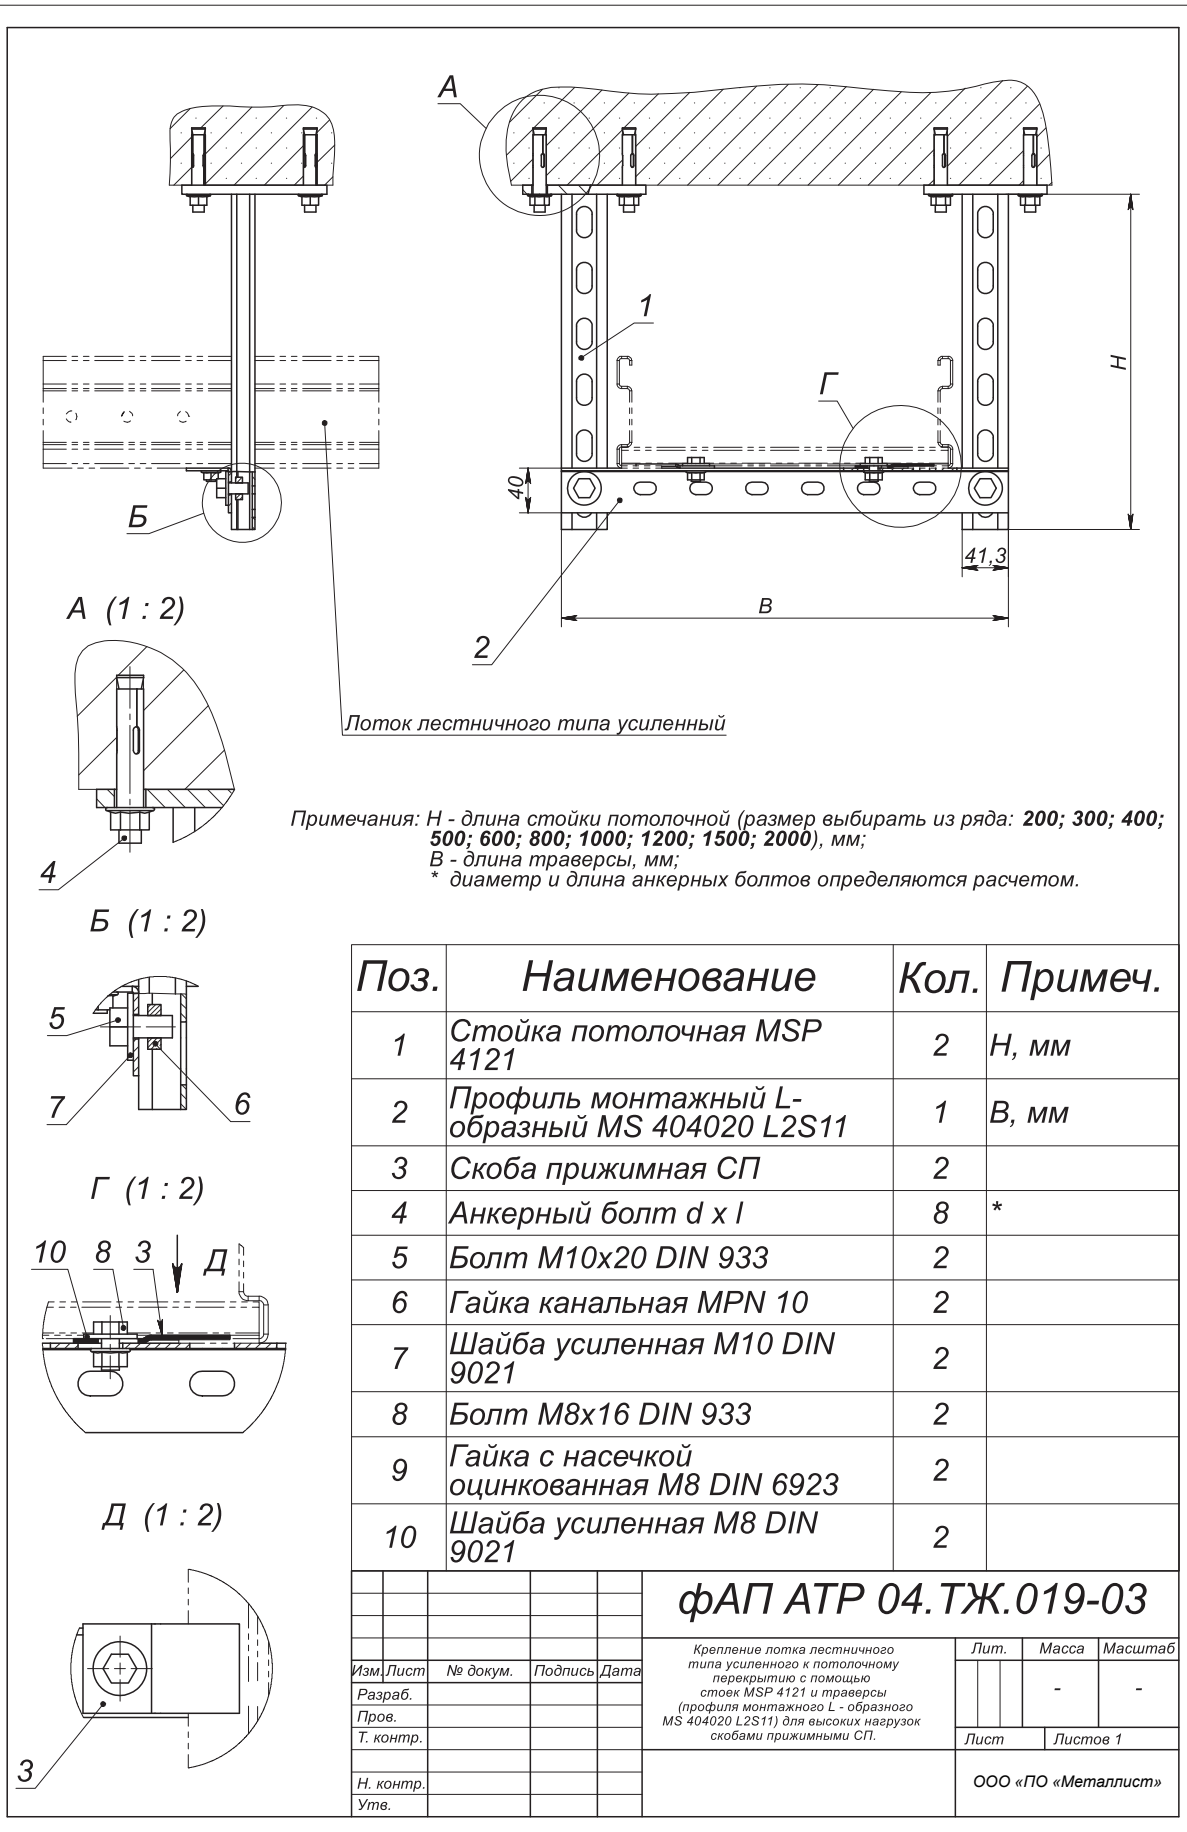 А
Г
1
H
40
Б
41,3
B
2
Лоток лестничного типа усиленный
А (1 : 2)
4
Примечания: H - длина стойки потолочной (размер выбирать из ряда: 200; 300; 400;
500; 600; 800; 1000; 1200; 1500; 2000), мм;
B - длина траверсы, мм;
* диаметр и длина анкерных болтов определяются расчетом.
Б (1 : 2)
5
7
6
Г (1 : 2)
10 8 3 Д
Д (1 : 2)
3
Поз. Наименование Кол. Примеч.
1 Стойка потолочная MSP 2 H, мм
4121
2 Профиль монтажный L- 1 B, мм
образный MS 404020 L2S11
3 Скоба прижимная СП 2
4 Анкерный болт d x l 8 *
5 Болт М10х20 DIN 933 2
6 Гайка канальная MPN 10 2
7 Шайба усиленная М10 DIN 2
9021
8 Болт М8х16 DIN 933 2
9 Гайка с насечкой 2
оцинкованная М8 DIN 6923
10 Шайба усиленная М8 DIN 2
9021
фАП АТР 04.ТЖ.019-03
Крепление лотка лестничного
типа усиленного к потолочному
перекрытию с помощью
стоек MSP 4121 и траверсы
(профиля монтажного L - образного
MS 404020 L2S11) для высоких нагрузок
скобами прижимными СП.
Лит. Масса Масштаб
- -
Лист Листов 1
ООО «ПО «Металлист»
Изм. Лист № докум. Подпись Дата
Разраб.
Пров.
Т. контр.
Н. контр.
Утв.